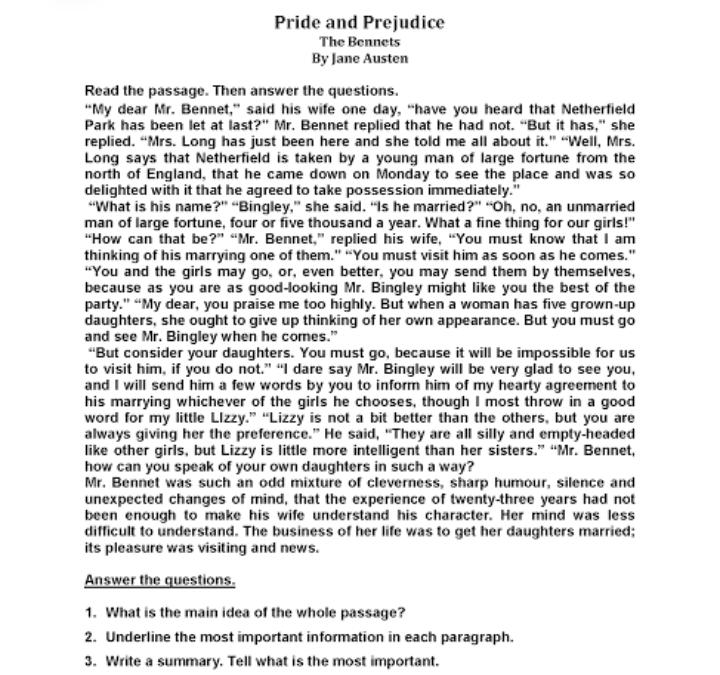 Pride and Prejudice
The Bennets
By Jane Austen
Read the passage. Then answer the questions.
“My dear Mr. Bennet,” said his wife one day, “have you heard that Netherfield
Park has been let at last?” Mr. Bennet replied that he had not. “But it has,” she
replied. “Mrs. Long has just been here and she told me all about it.” “Well, Mrs.
Long says that Netherfield is taken by a young man of large fortune from the
north of England, that he came down on Monday to see the place and was so
delighted with it that he agreed to take possession immediately.”
“What is his name?” “Bingley,” she said. “Is he married?” “Oh, no, an unmarried
man of large fortune, four or five thousand a year. What a fine thing for our girls!”
“How can that be?” “Mr. Bennet,” replied his wife, “You must know that I am
thinking of his marrying one of them.” “You must visit him as soon as he comes.”
“You and the girls may go, or, even better, you may send them by themselves,
because as you are as good-looking Mr. Bingley might like you the best of the
party.” “My dear, you praise me too highly. But when a woman has five grown-up
daughters, she ought to give up thinking of her own appearance. But you must go
and see Mr. Bingley when he comes.”
“But consider your daughters. You must go, because it will be impossible for us
to visit him, if you do not.” “I dare say Mr. Bingley will be very glad to see you,
and I will send him a few words by you to inform him of my hearty agreement to
his marrying whichever of the girls he chooses, though I most throw in a good
word for my little LIzzy.” “Lizzy is not a bit better than the others, but you are
always giving her the preference.” He said, “They are all silly and empty-headed
like other girls, but Lizzy is little more intelligent than her sisters.” “Mr. Bennet,
how can you speak of your own daughters in such a way?
Mr. Bennet was such an odd mixture of cleverness, sharp humour, silence and
unexpected changes of mind, that the experience of twenty-three years had not
been enough to make his wife understand his character. Her mind was less
difficult to understand. The business of her life was to get her daughters married;
its pleasure was visiting and news.
Answer the questions.
1. What is the main idea of the whole passage?
2. Underline the most important information in each paragraph.
3. Write a summary. Tell what is the most important.